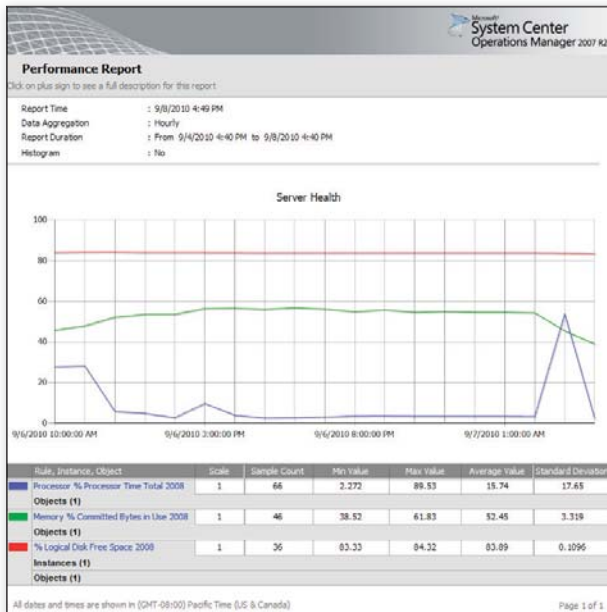 Microsoft
System Center
Operations Manager 2007 R2
Performance Report
Click on plus sign to see a full description for this report
Report Time : 9/8/2010 4:49 PM
Data Aggregation : Hourly
Report Duration : From 9/4/2010 4:40 PM to 9/8/2010 4:40 PM
Histogram : No
Server Health
100
80
60
40
20
0
9/6/2010 10:00:00 AM 9/6/2010 3:00:00 PM 9/6/2010 8:00:00 PM 9/7/2010 1:00:00 AM
Rule, Instance, Object Scale Sample Count Min Value Max Value Average Value Standard Deviation
Processor % Processor Time Total 2008 1 66 2.272 89.53 15.74 17.65
Objects (1)
Memory % Committed Bytes in Use 2008 1 46 38.52 61.83 52.45 3.319
Objects (1)
% Logical Disk Free Space 2008 1 36 83.33 84.32 83.89 0.1096
Instances (1)
Objects (1)
All dates and times are shown in (GMT-08:00) Pacific Time (US & Canada) Page 1 of 1